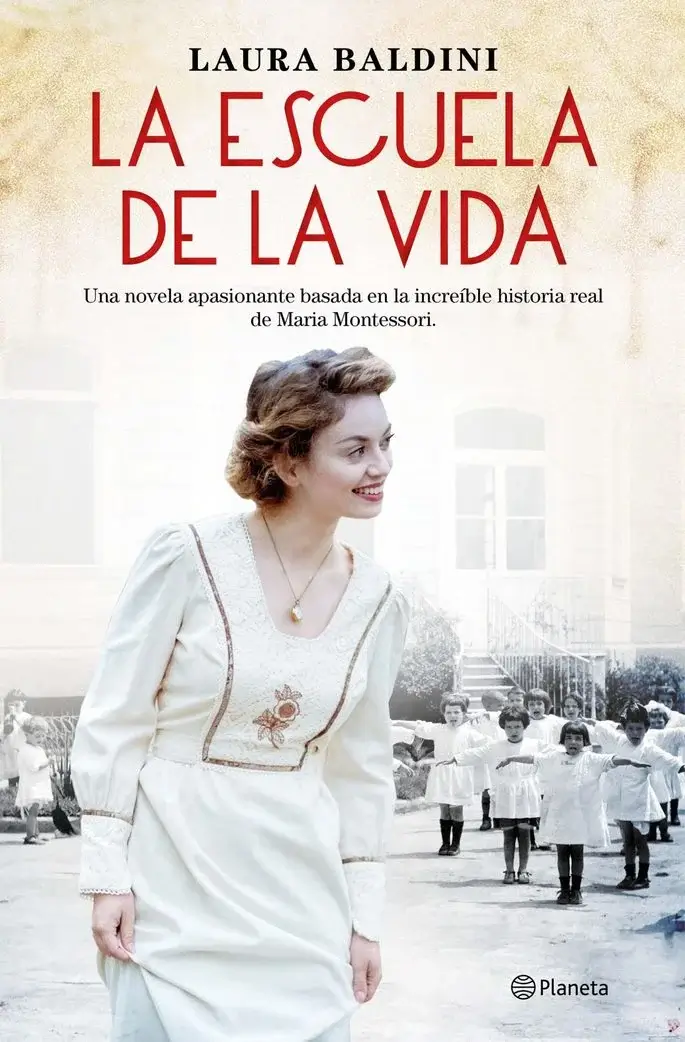 LAURA BALDINI
LA ESCUELA
DE LA VIDA
Una novela apasionante basada en la increíble historia real
de Maria Montessori.
Planeta